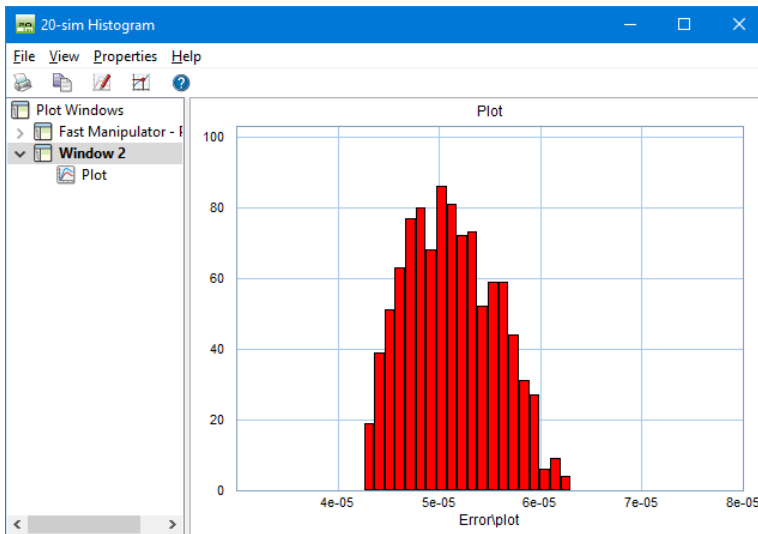 20-sim Histogram
File View Properties Help
Plot Windows
Fast Manipulator - F
Window 2
Plot
Plot
100
80
60
40
20
0
4e-05 5e-05 6e-05 7e-05 8e-05
Error\plot